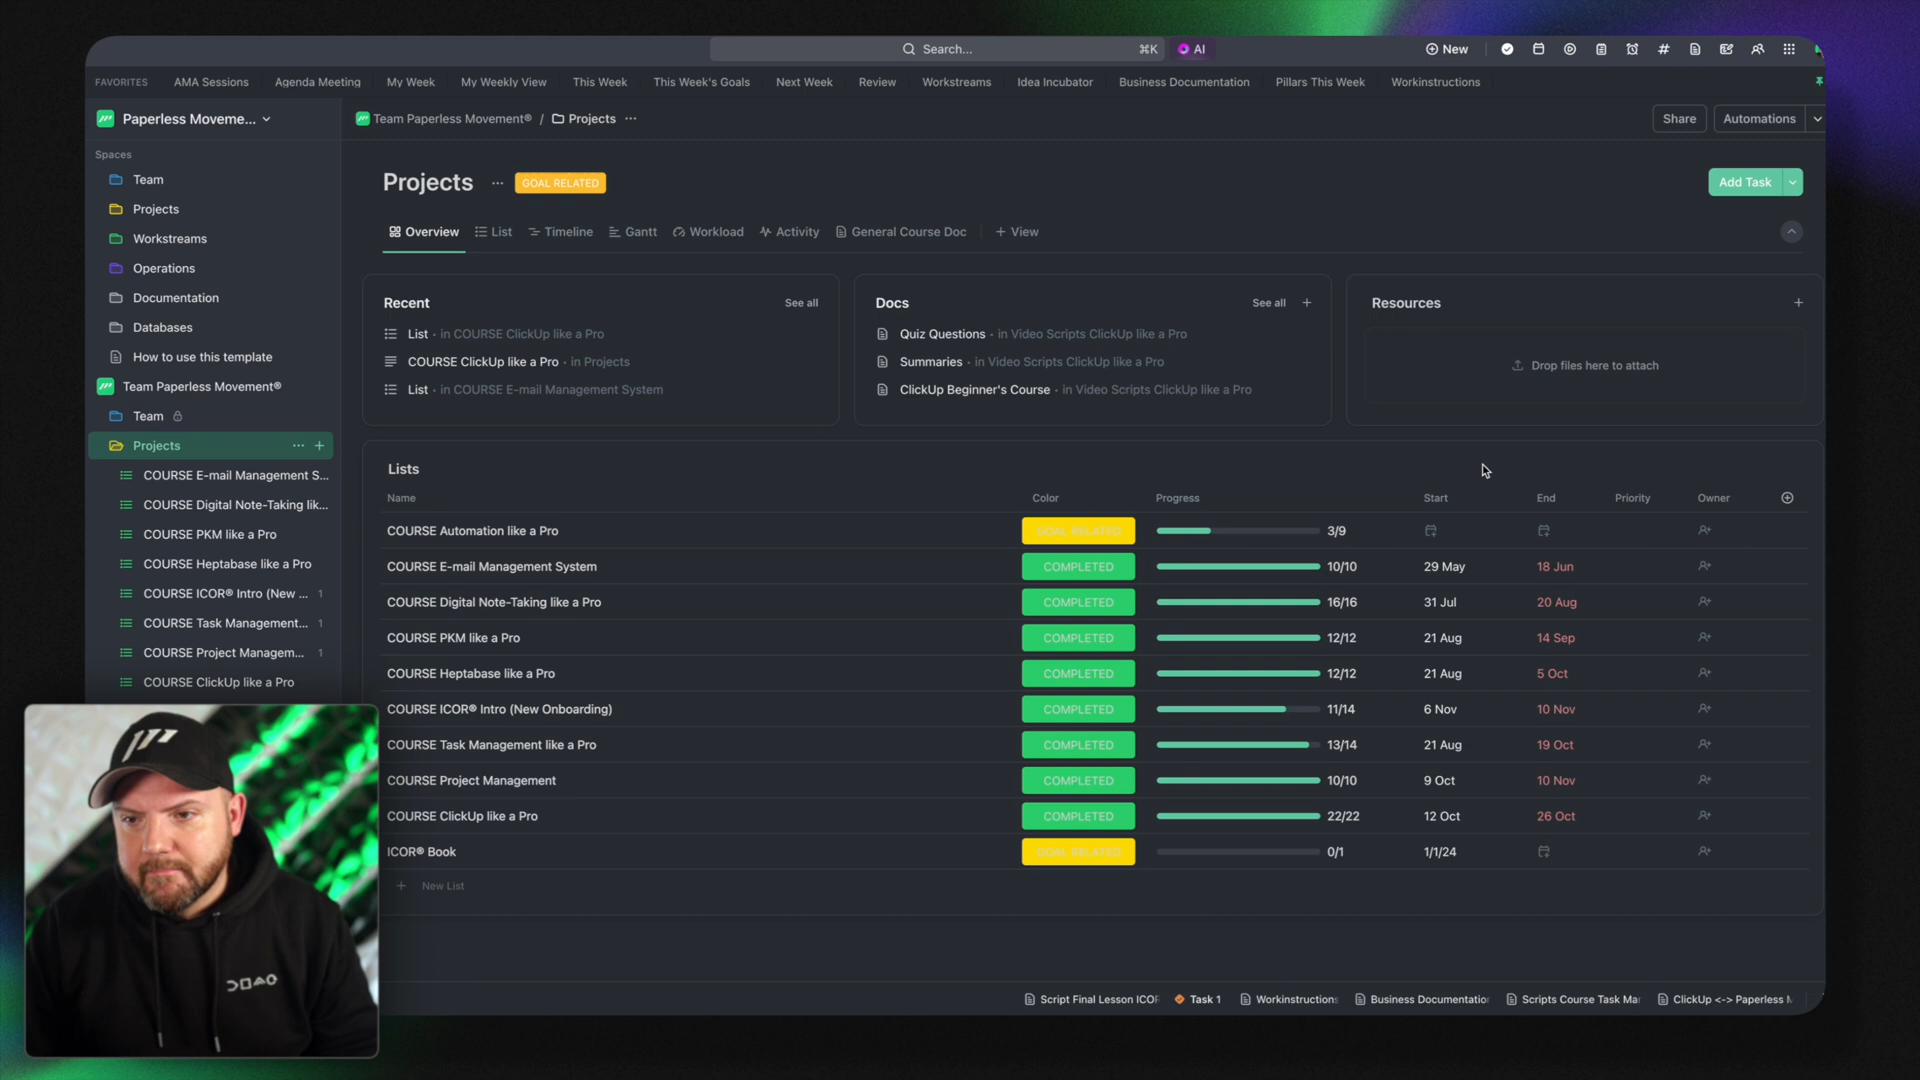 Search... ⌘K AI New
FAVORITES AMA Sessions Agenda Meeting My Week My Weekly View This Week This Week's Goals Next Week Review Workstreams Idea Incubator Business Documentation Pillars This Week Workinstructions
Paperless Moveme...
Team Paperless Movement® / Projects ...
Share Automations
Spaces
Team
Projects
Workstreams
Operations
Documentation
Databases
How to use this template
Team Paperless Movement®
Team
Projects ... +
COURSE E-mail Management S...
COURSE Digital Note-Taking lik...
COURSE PKM like a Pro
COURSE Heptabase like a Pro
COURSE ICOR® Intro (New ... 1
COURSE Task Management... 1
COURSE Project Managem... 1
COURSE ClickUp like a Pro
Projects ... GOAL RELATED
Add Task
Overview List Timeline Gantt Workload Activity General Course Doc + View
Recent See all
List · in COURSE ClickUp like a Pro
COURSE ClickUp like a Pro · in Projects
List · in COURSE E-mail Management System
Docs See all +
Quiz Questions · in Video Scripts ClickUp like a Pro
Summaries · in Video Scripts ClickUp like a Pro
ClickUp Beginner's Course · in Video Scripts ClickUp like a Pro
Resources +
Drop files here to attach
Lists
Name Color Progress Start End Priority Owner
COURSE Automation like a Pro GOAL RELATED 3/9
COURSE E-mail Management System COMPLETED 10/10 29 May 18 Jun
COURSE Digital Note-Taking like a Pro COMPLETED 16/16 31 Jul 20 Aug
COURSE PKM like a Pro COMPLETED 12/12 21 Aug 14 Sep
COURSE Heptabase like a Pro COMPLETED 12/12 21 Aug 5 Oct
COURSE ICOR® Intro (New Onboarding) COMPLETED 11/14 6 Nov 10 Nov
COURSE Task Management like a Pro COMPLETED 13/14 21 Aug 19 Oct
COURSE Project Management COMPLETED 10/10 9 Oct 10 Nov
COURSE ClickUp like a Pro COMPLETED 22/22 12 Oct 26 Oct
ICOR® Book GOAL RELATED 0/1 1/1/24
+ New List
Script Final Lesson ICOR Task 1 Workinstructions Business Documentatio Scripts Course Task Ma ClickUp <-> Paperless M